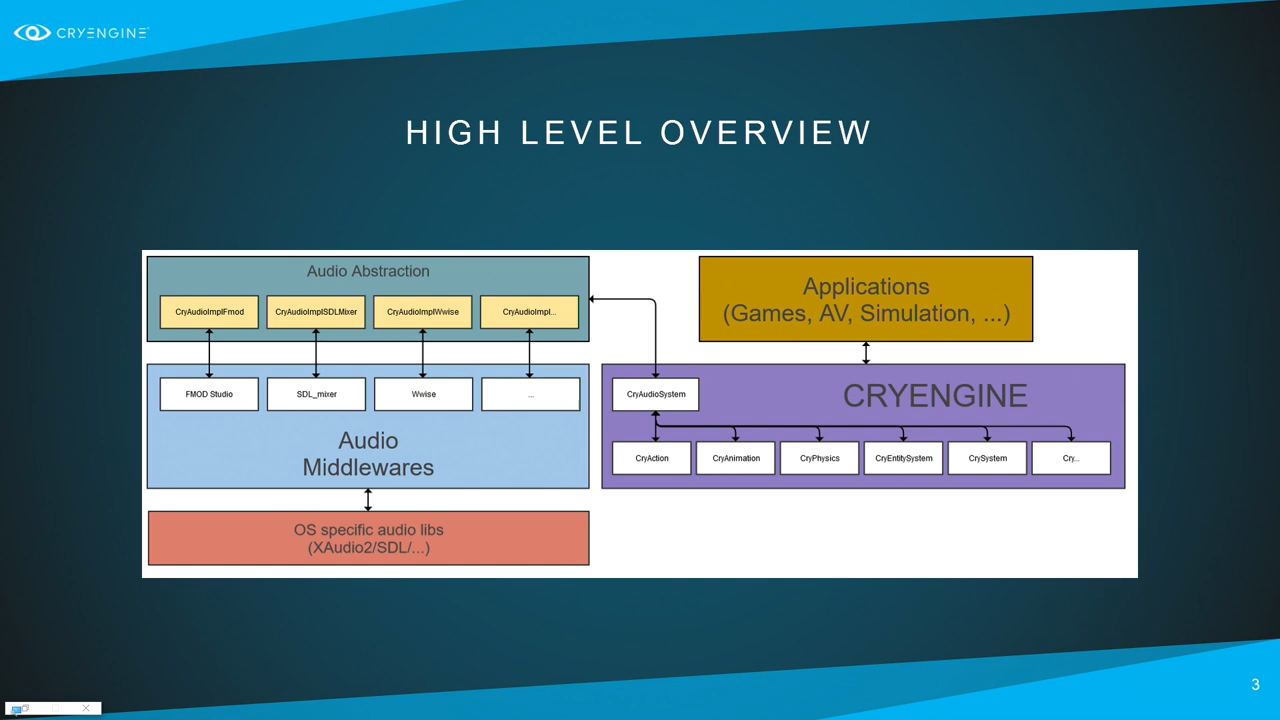 CRYENGINE
HIGH LEVEL OVERVIEW
Audio Abstraction
CryAudioImplFmod
CryAudioImplSDLMixer
CryAudioImplWwise
CryAudioImpl...
FMOD Studio
SDL_mixer
Wwise
...
Audio
Middlewares
OS specific audio libs
(XAudio2/SDL/...)
Applications
(Games, AV, Simulation, ...)
CryAudioSystem
CRYENGINE
CryAction
CryAnimation
CryPhysics
CryEntitySystem
CrySystem
Cry...
3